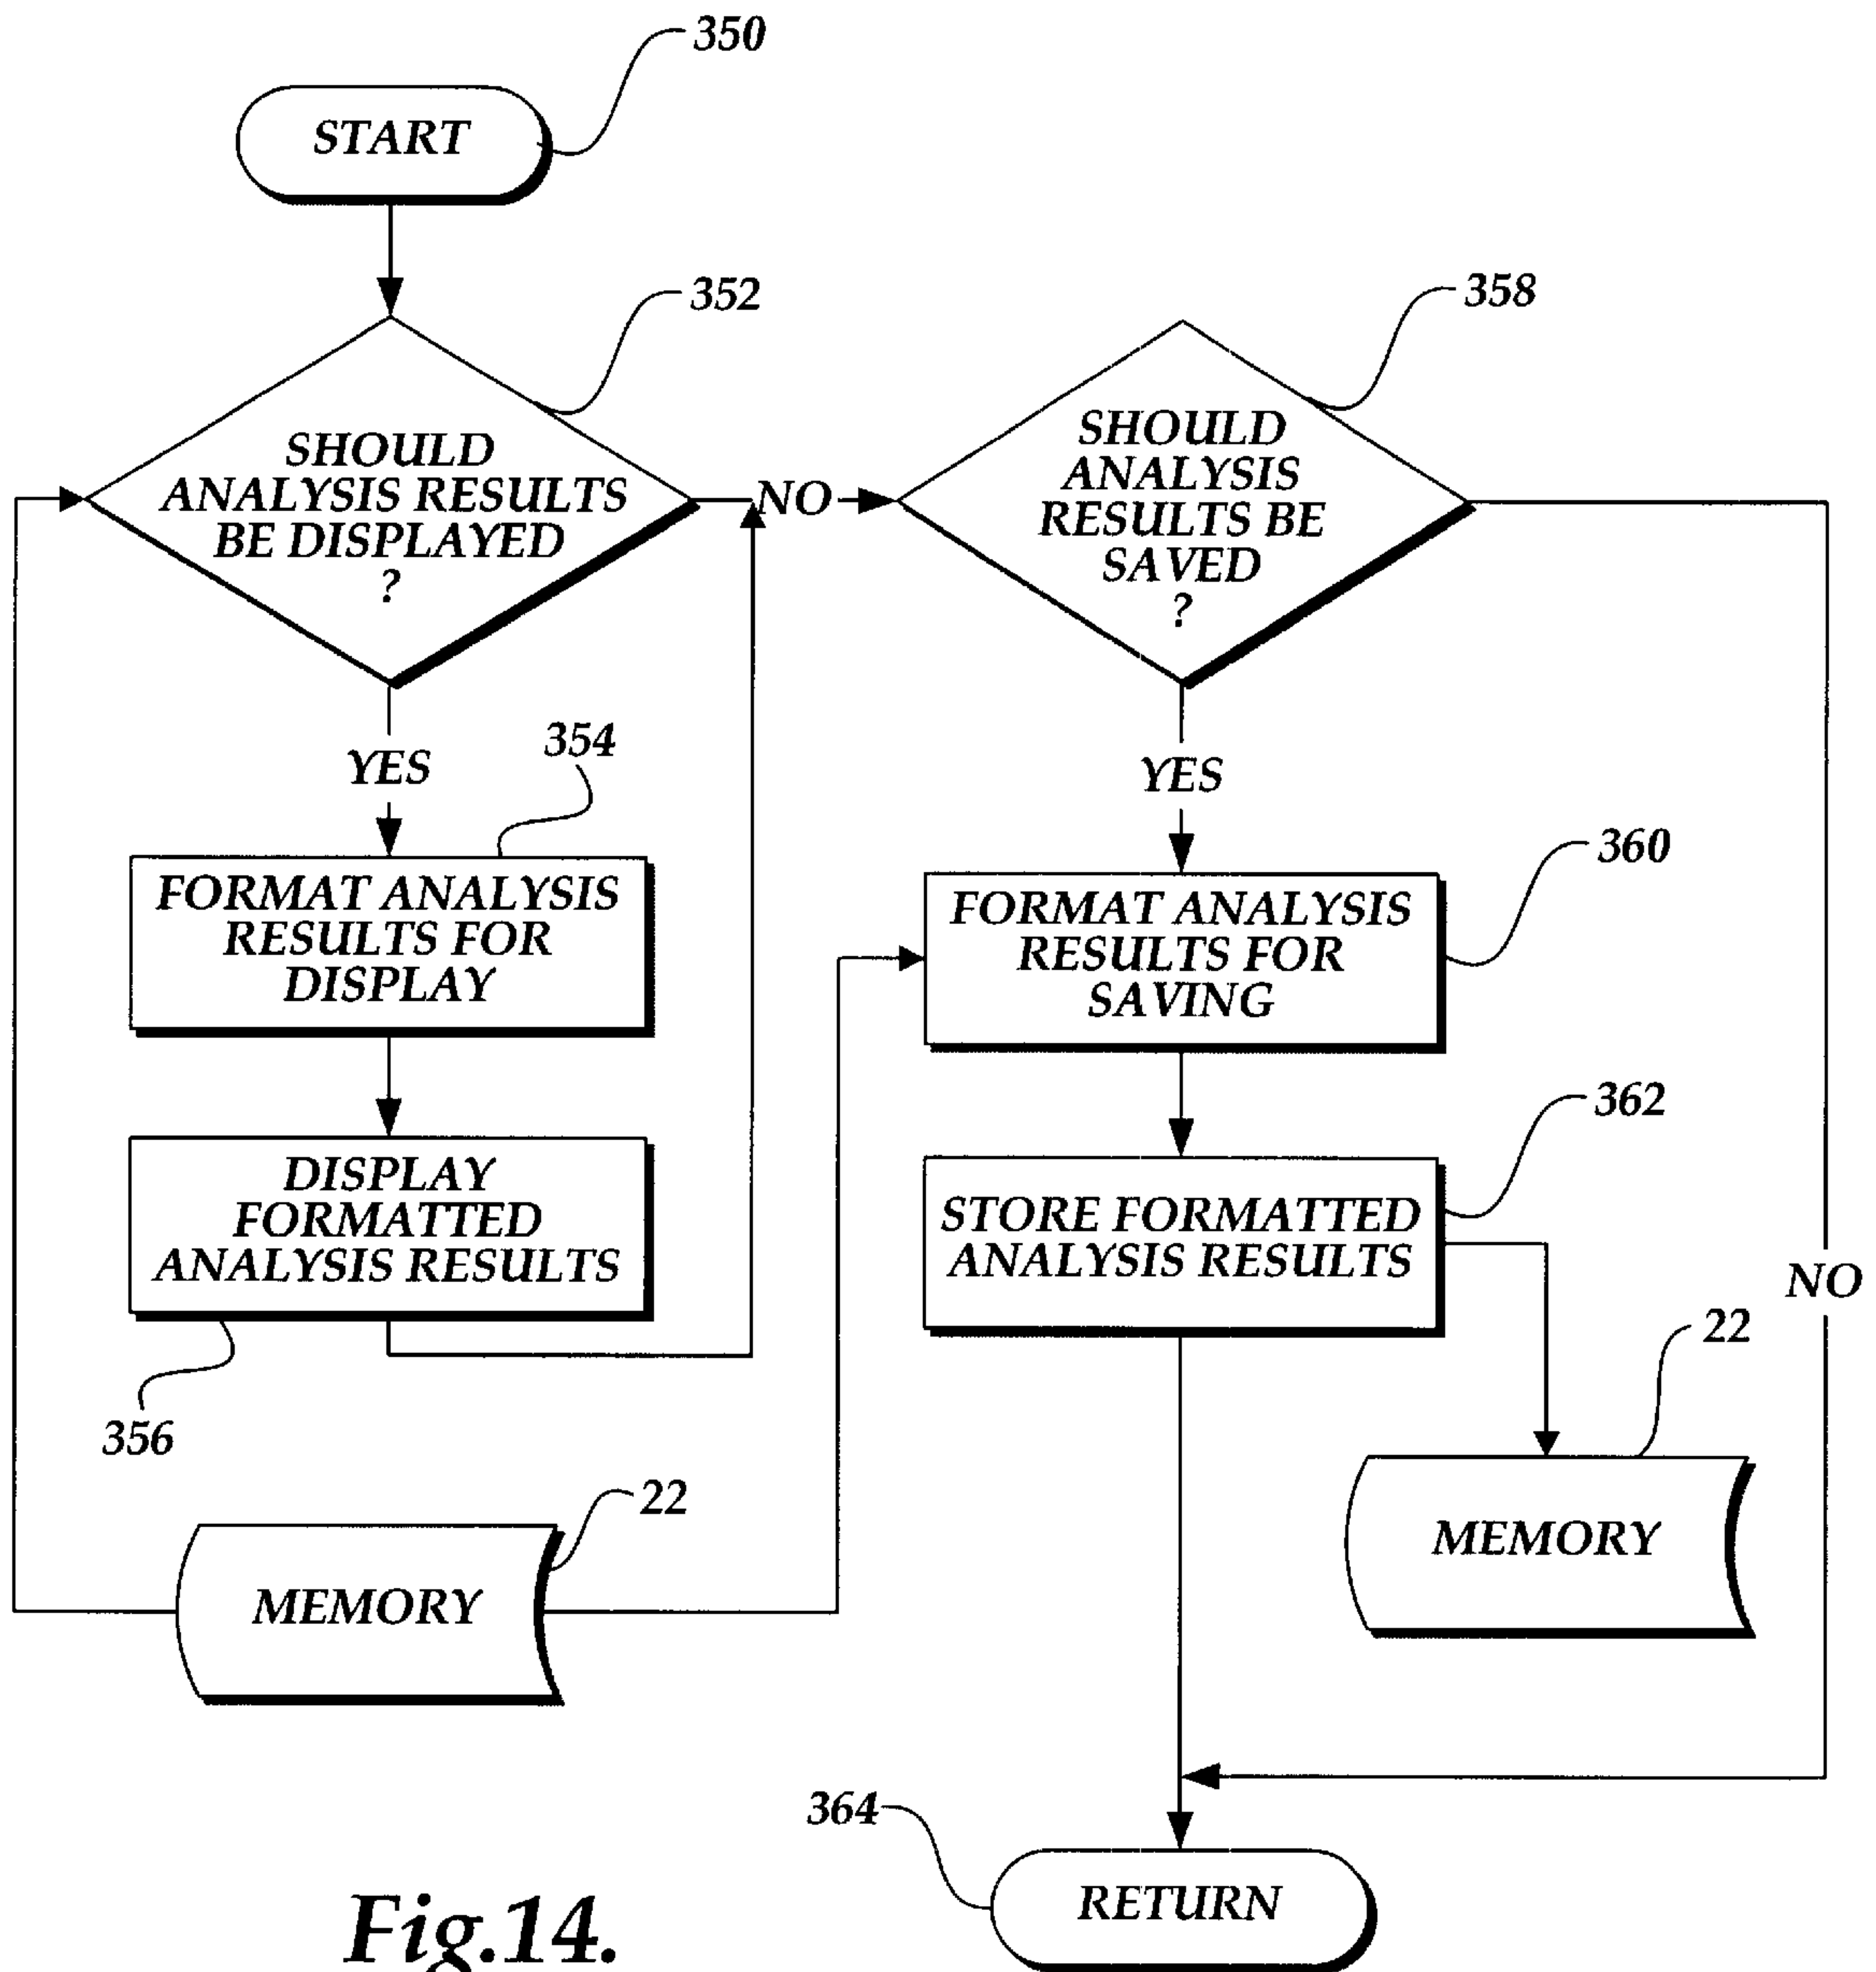 350
START
352
SHOULD
ANALYSIS RESULTS
BE DISPLAYED
?
NO
358
SHOULD
ANALYSIS
RESULTS BE
SAVED
?
YES
354
FORMAT ANALYSIS
RESULTS FOR
DISPLAY
DISPLAY
FORMATTED
ANALYSIS RESULTS
356
22
MEMORY
YES
360
FORMAT ANALYSIS
RESULTS FOR
SAVING
362
STORE FORMATTED
ANALYSIS RESULTS
NO
22
MEMORY
364
RETURN
Fig.14.